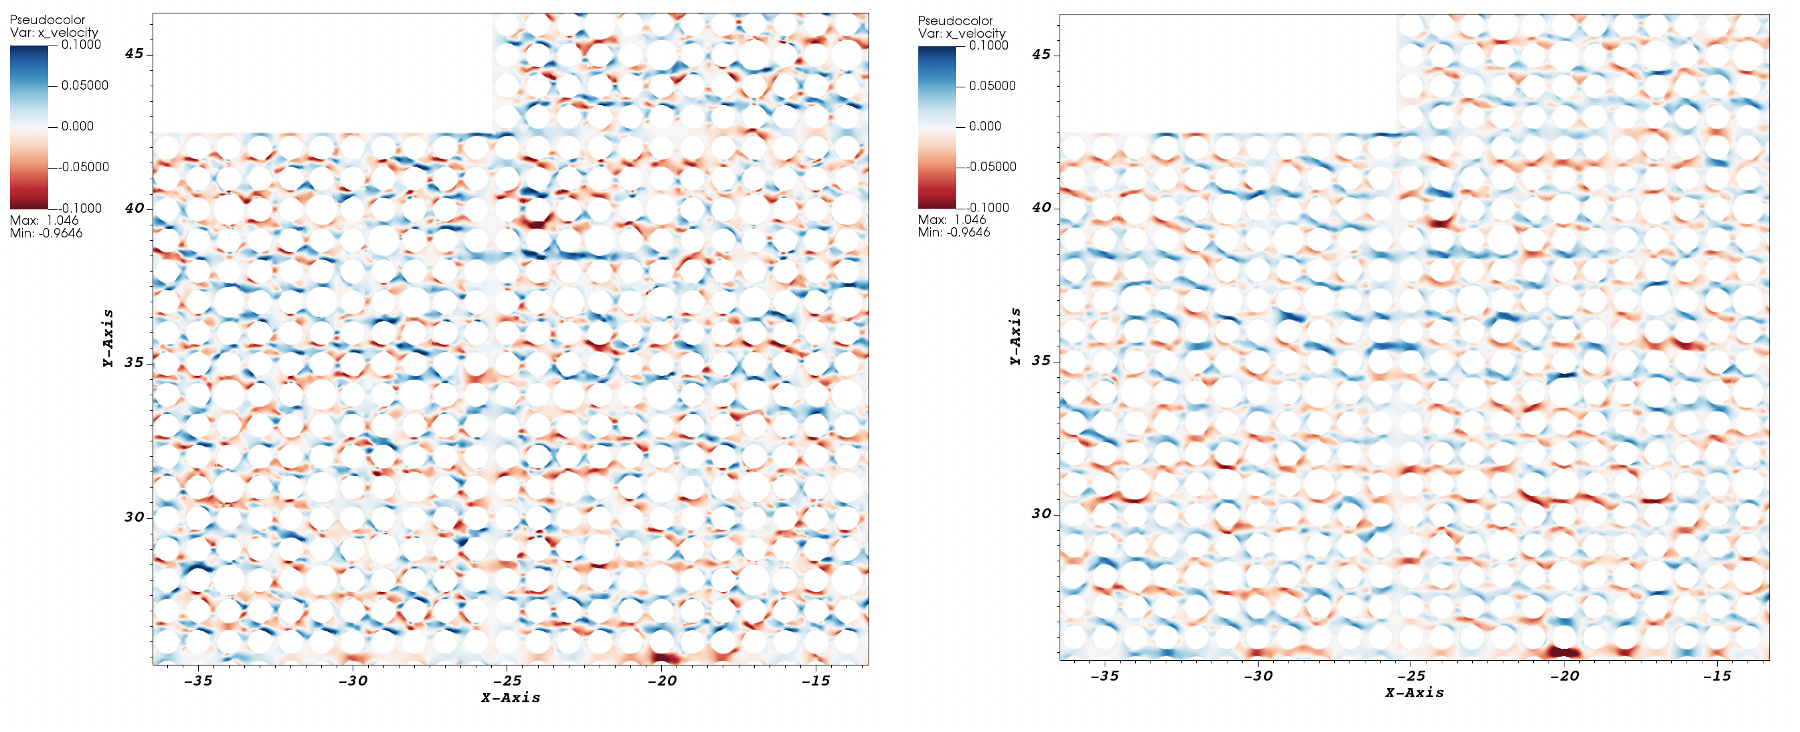 Pseudocolor
Var: x_velocity
0.1000
0.05000
0.000
-0.05000
-0.1000
Max: 1.046
Min: -0.9646
45
40
35
30
Y-Axis
-35
-30
-25
-20
-15
X-Axis
Pseudocolor
Var: x_velocity
0.1000
0.05000
0.000
-0.05000
-0.1000
Max: 1.046
Min: -0.9646
45
40
35
30
Y-Axis
-35
-30
-25
-20
-15
X-Axis